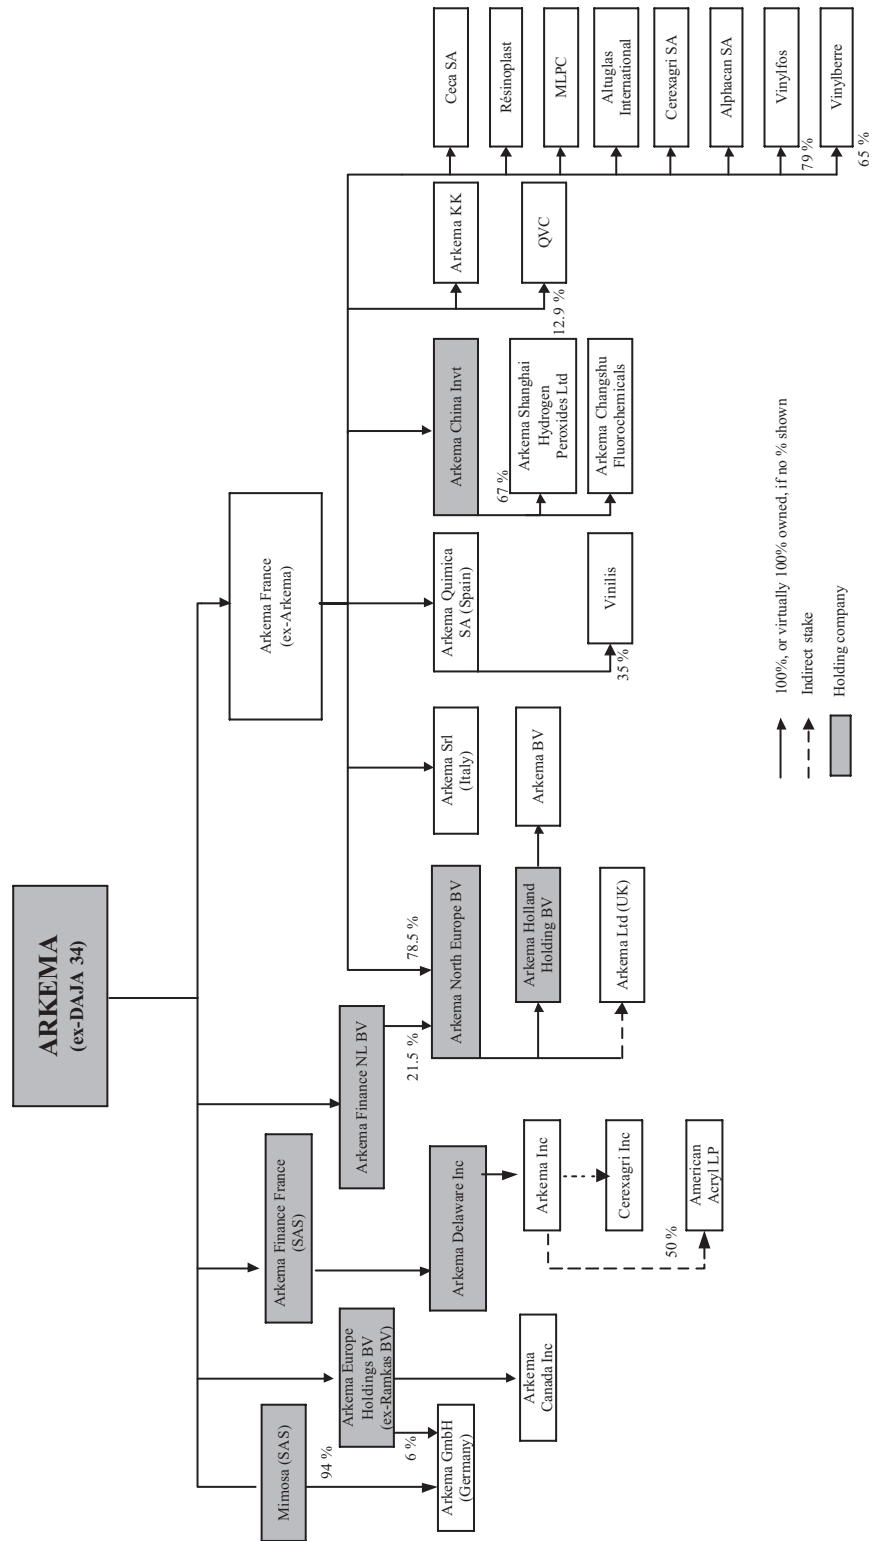 ARKEMA
(ex-DAJA 34)
Mimosa (SAS)
94 %
Arkema GmbH
(Germany)
Arkema Europe
Holdings BV
(ex-Ramkas BV)
6 %
Arkema
Canada Inc
Arkema Finance France
(SAS)
Arkema Delaware Inc
Arkema Inc
Cerexagri Inc
50 %
American
Acryl LP
Arkema Finance NL BV
21.5 %
78.5 %
Arkema North Europe BV
Arkema Holland
Holding BV
Arkema BV
Arkema Ltd (UK)
Arkema France
(ex-Arkema)
Arkema Srl
(Italy)
Arkema Quimica
SA (Spain)
35 %
Vinilis
Arkema China Invt
67 %
Arkema Shanghai
Hydrogen
Peroxides Ltd
Arkema Changshu
Fluorochemicals
Arkema KK
12.9 %
QVC
Ceca SA
Résinoplast
MLPC
Altuglas
International
Cerexagri SA
Alphacan SA
79 %
Vinylfos
65 %
Vinylberre
100%, or virtually 100% owned, if no % shown
Indirect stake
Holding company